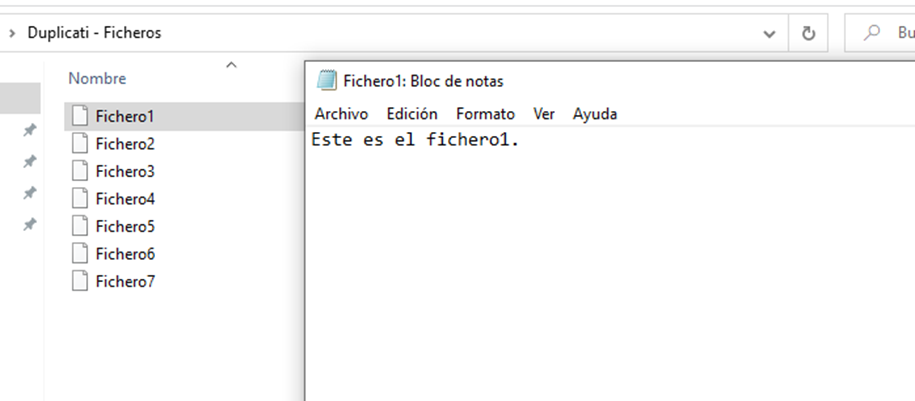 Duplicati - Ficheros
Bu
Nombre
Fichero1
Fichero2
Fichero3
Fichero4
Fichero5
Fichero6
Fichero7
Fichero1: Bloc de notas
Archivo Edición Formato Ver Ayuda
Este es el fichero1.